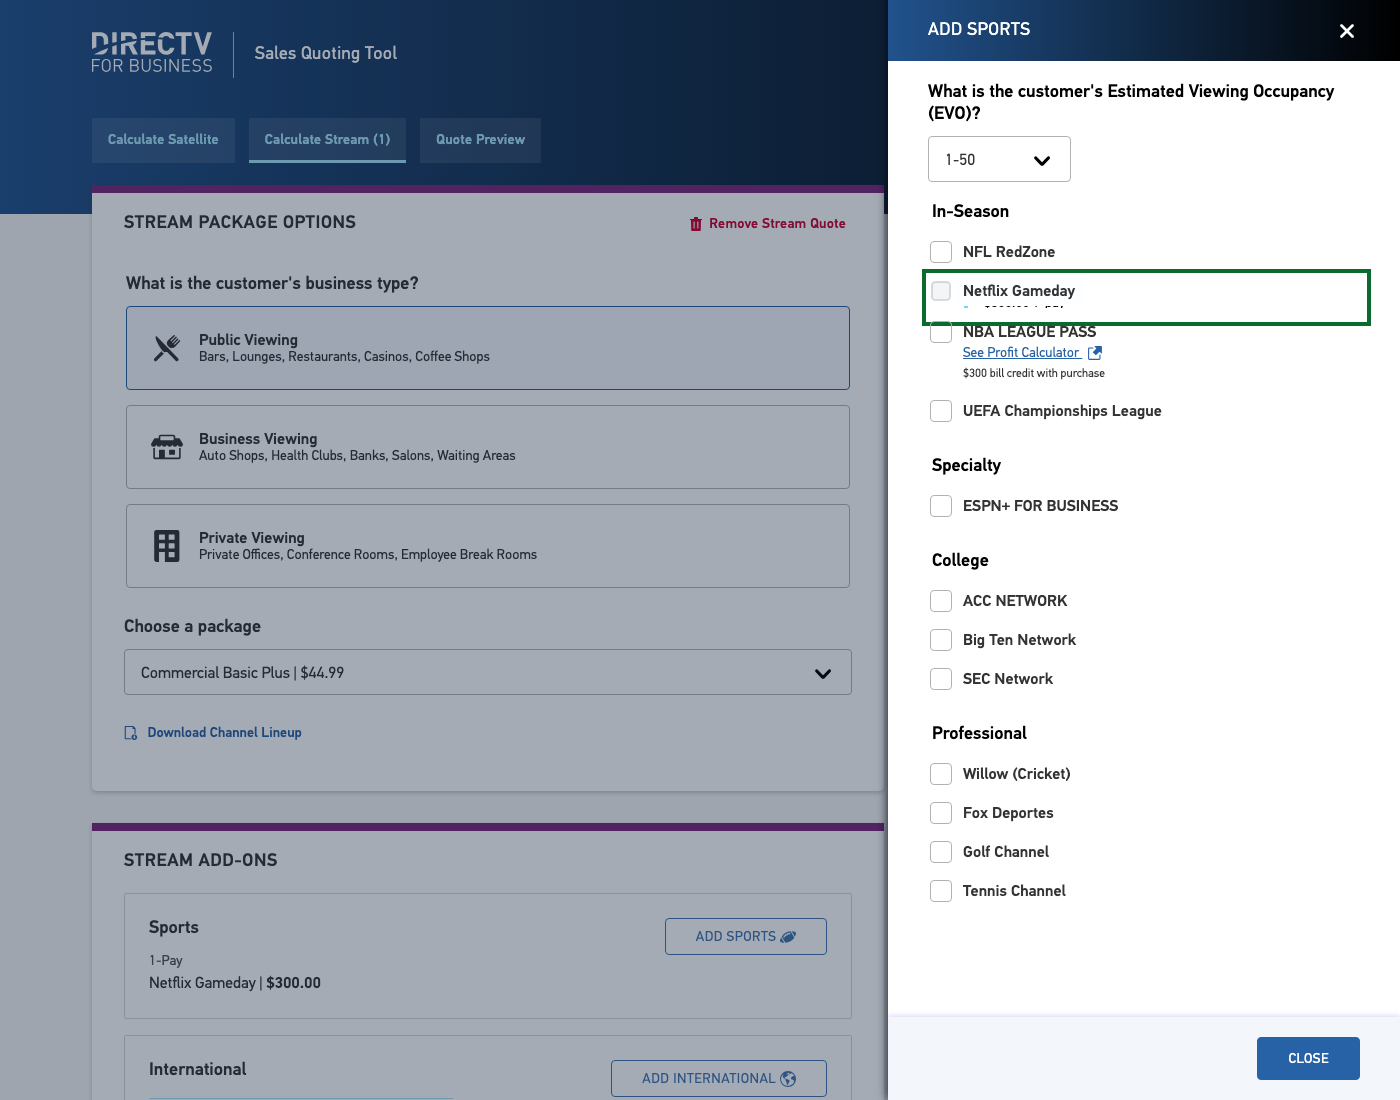 DIRECTV
FOR BUSINESS
Sales Quoting Tool
Calculate Satellite
Calculate Stream (1)
Quote Preview
STREAM PACKAGE OPTIONS
Remove Stream Quote
What is the customer's business type?
Public Viewing
Bars, Lounges, Restaurants, Casinos, Coffee Shops
Business Viewing
Auto Shops, Health Clubs, Banks, Salons, Waiting Areas
Private Viewing
Private Offices, Conference Rooms, Employee Break Rooms
Choose a package
Commercial Basic Plus | $44.99
Download Channel Lineup
STREAM ADD-ONS
Sports
ADD SPORTS
1-Pay
Netflix Gameday | $300.00
International
ADD INTERNATIONAL
ADD SPORTS
What is the customer's Estimated Viewing Occupancy
(EVO)?
1-50
In-Season
NFL RedZone
Netflix Gameday
NBA LEAGUE PASS
See Profit Calculator
$300 bill credit with purchase
UEFA Championships League
Specialty
ESPN+ FOR BUSINESS
College
ACC NETWORK
Big Ten Network
SEC Network
Professional
Willow (Cricket)
Fox Deportes
Golf Channel
Tennis Channel
CLOSE